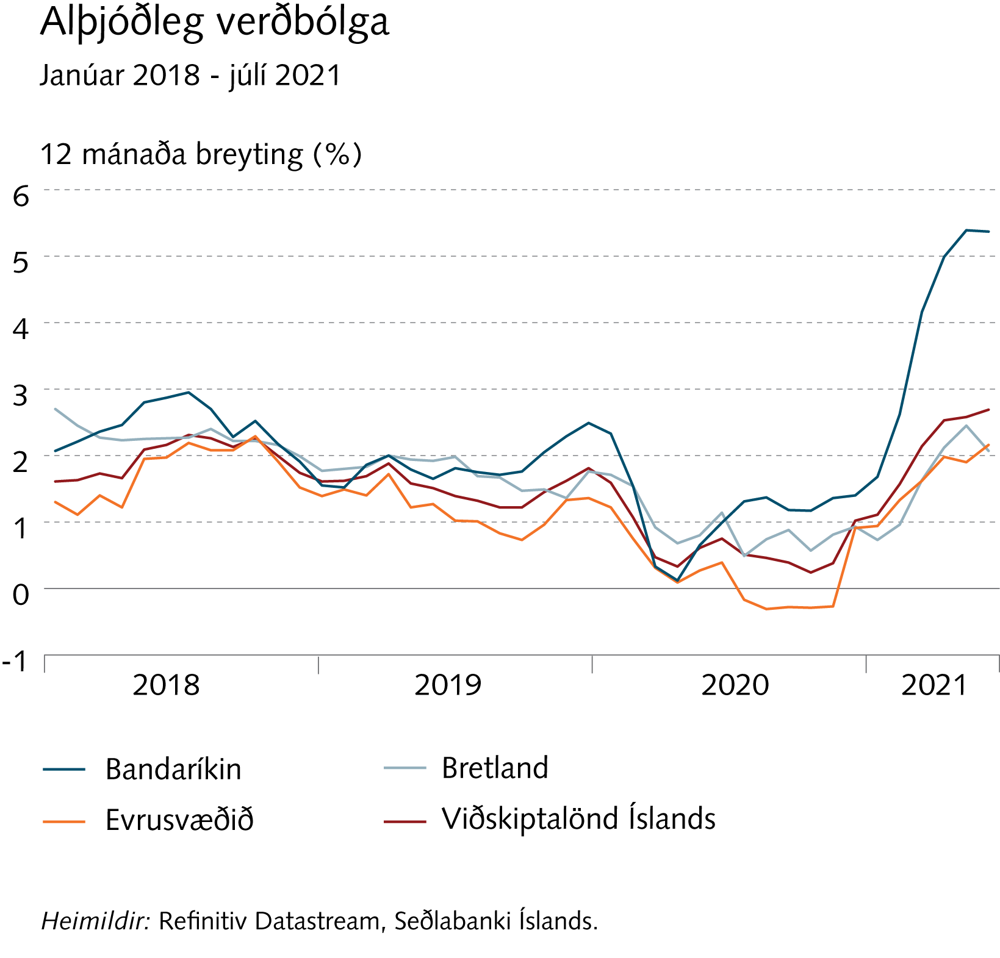 Alþjóðleg verðbólga
Janúar 2018 - júlí 2021
12 mánaða breyting (%)
6
5
4
3
2
1
0
-1
2018 2019 2020 2021
Bandaríkin Bretland
Evrusvæðið Viðskiptalönd Íslands
Heimildir: Refinitiv Datastream, Seðlabanki Íslands.